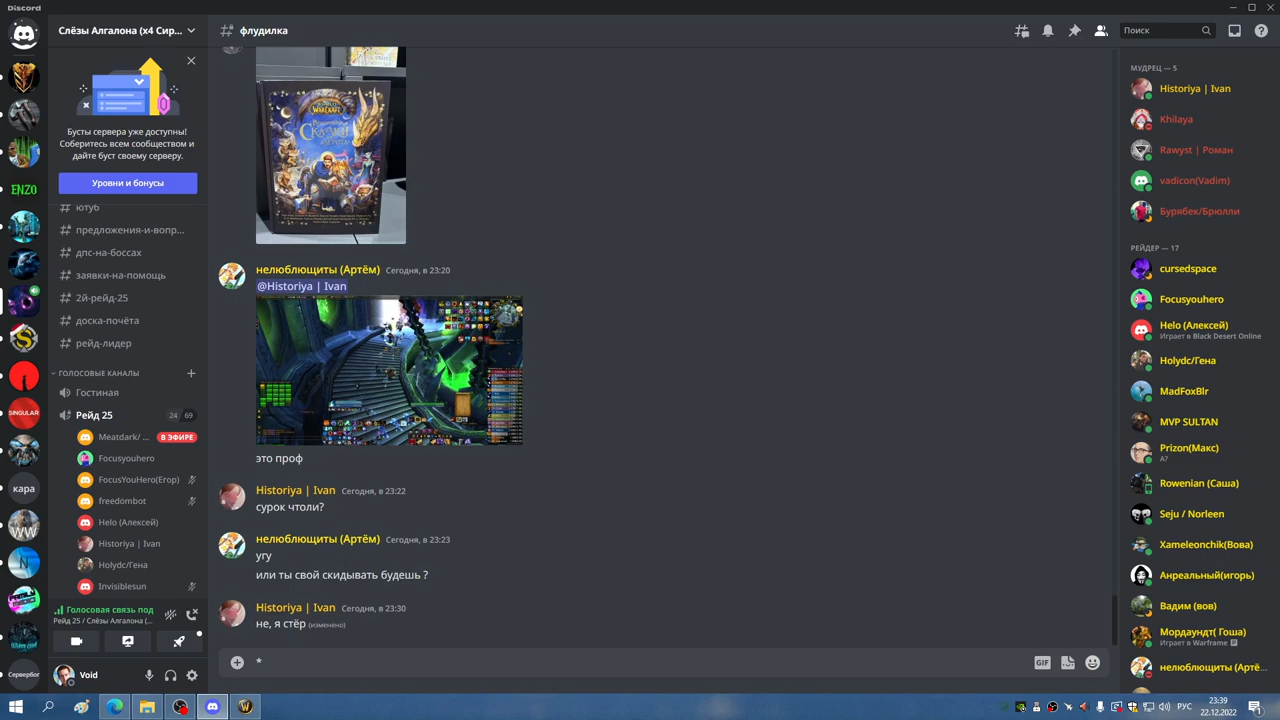 Discord
Слёзы Алгалона (x4 Сир...
флудилка
Поиск
Бусты сервера уже доступны!
Соберитесь всем сообществом и
дайте буст своему серверу.
Уровни и бонусы
ютуб
предложения-и-вопр...
дпс-на-боссах
заявки-на-помощь
2й-рейд-25
доска-почёта
рейд-лидер
ГОЛОСОВЫЕ КАНАЛЫ
Гостиная
Рейд 25 24 69
Meatdark/ ... В ЭФИРЕ
Focusyouhero
FocusYouHero(Егор)
freedombot
Helo (Алексей)
Historiya | Ivan
Holydc/Гена
Invisiblesun
Голосовая связь под
Рейд 25 / Слёзы Алгалона (...
Void
ENZO
SINGULAR
кара
WW
Сервербог
WARCRAFT
СКАЗКИ
нелюблющиты (Артём) Сегодня, в 23:20
@Historiya | Ivan
это проф
Historiya | Ivan Сегодня, в 23:22
сурок чтоли?
нелюблющиты (Артём) Сегодня, в 23:23
угу
или ты свой скидывать будешь ?
Historiya | Ivan Сегодня, в 23:30
не, я стёр (изменено)
*
GIF
МУДРЕЦ — 5
Historiya | Ivan
Khilaya
Rawyst | Роман
vadicon(Vadim)
Бурябек/Брюлли
РЕЙДЕР — 17
cursedspace
Focusyouhero
Helo (Алексей)
Играет в Black Desert Online
Holydc/Гена
MadFoxBlr
MVP SULTAN
Prizon(Макс)
А?
Rowenian (Саша)
Seju / Norleen
Xameleonchik(Вова)
Анреальный(игорь)
Вадим (вов)
Мордаундт( Гоша)
Играет в Warframe
нелюблющиты (Артё...
РУС
23:39
22.12.2022